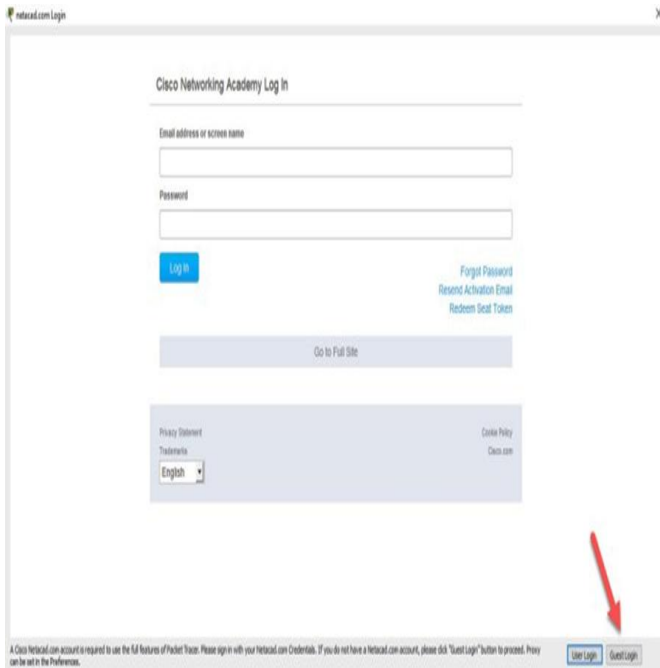 netacad.com Login
Cisco Networking Academy Log In
Email address or screen name
Password
Log In
Forgot Password
Resend Activation Email
Redeem Seat Token
Go to Full Site
Privacy Statement
Cookie Policy
Trademarks
Cisco.com
English
A Cisco Netacad.com account is required to use the full features of Packet Tracer. Please sign in with your Netacad.com Credentials. If you do not have a Netacad.com account, please click "Guest Login" button to proceed. Proxy
can be set in the Preferences.
User Login
Guest Login